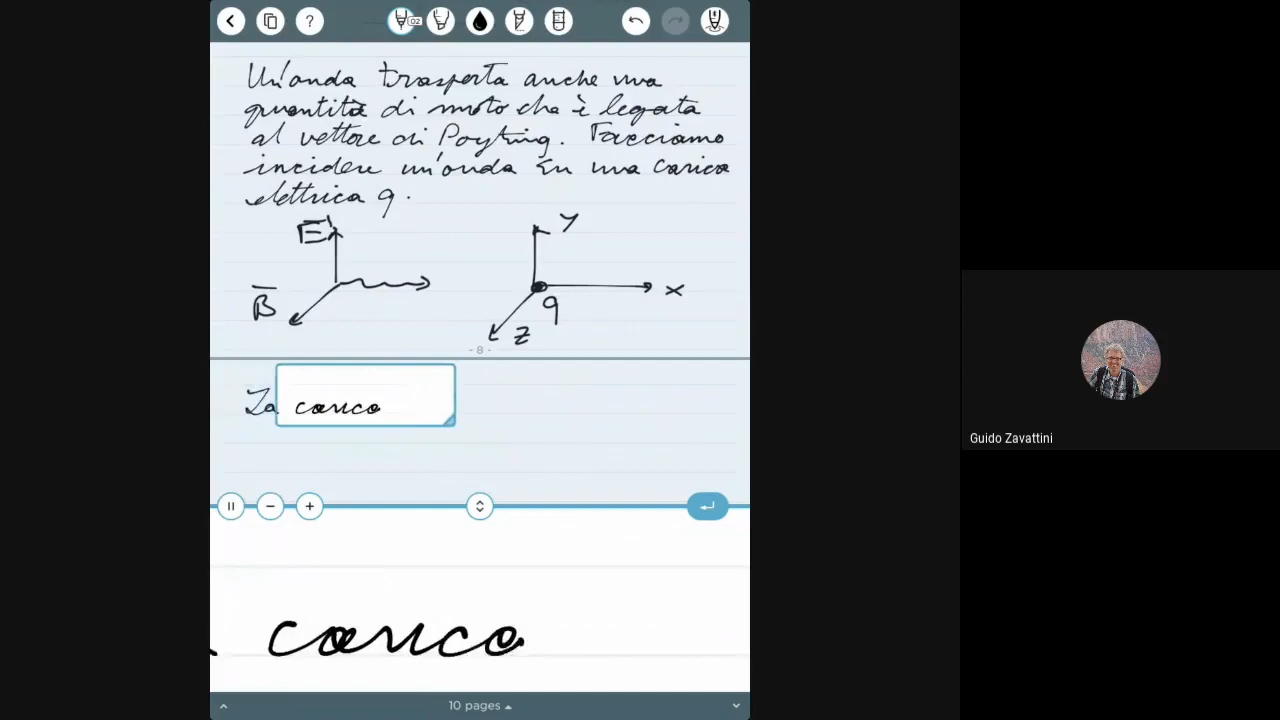 ?
02
Un'onda trasporta anche una
quantità di moto che è legata
al vettore di Poyting. Facciamo
incidere un'onda su una carica
elettrica q.
E
y
B
x
q
z
- 8 -
La carica
Guido Zavattini
carica
10 pages